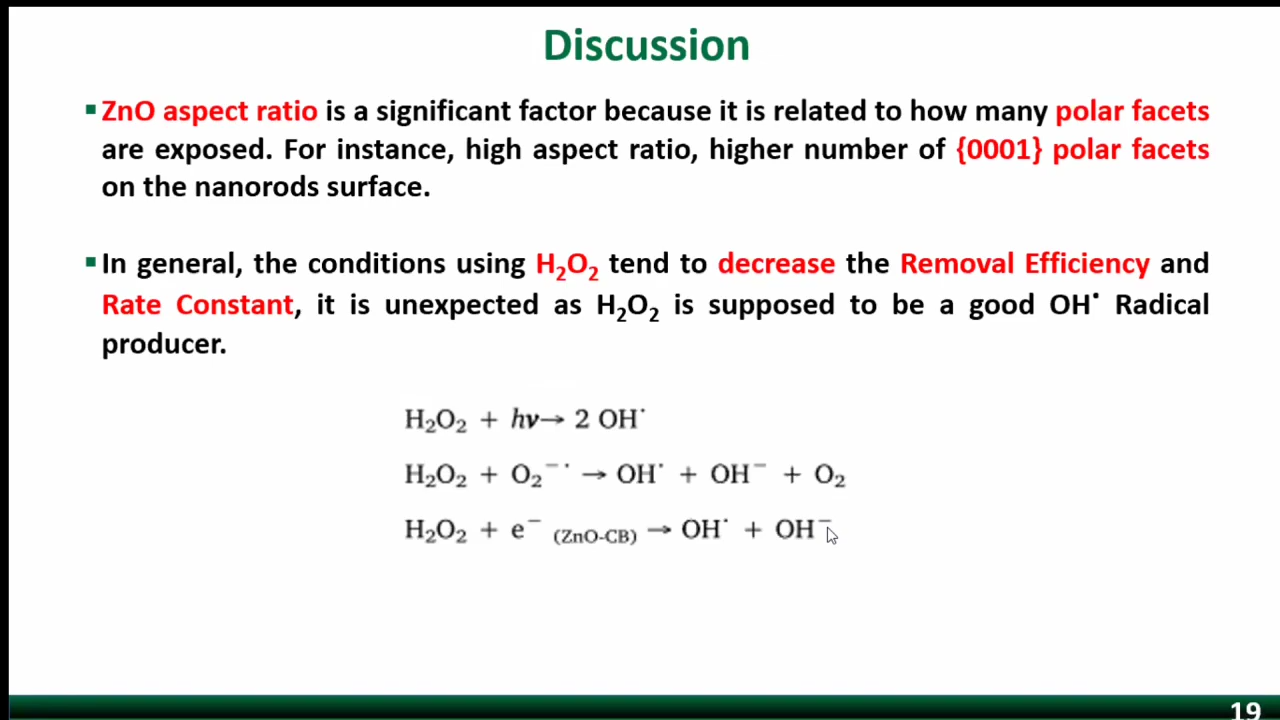 Discussion
▪ZnO aspect ratio is a significant factor because it is related to how many polar facets
are exposed. For instance, high aspect ratio, higher number of {0001} polar facets
on the nanorods surface.
▪In general, the conditions using H₂O₂ tend to decrease the Removal Efficiency and
Rate Constant, it is unexpected as H₂O₂ is supposed to be a good OH˙ Radical
producer.
H₂O₂ + hν→ 2 OH˙
H₂O₂ + O₂⁻˙ → OH˙ + OH⁻ + O₂
H₂O₂ + e⁻ (ZnO-CB) → OH˙ + OH⁻
19